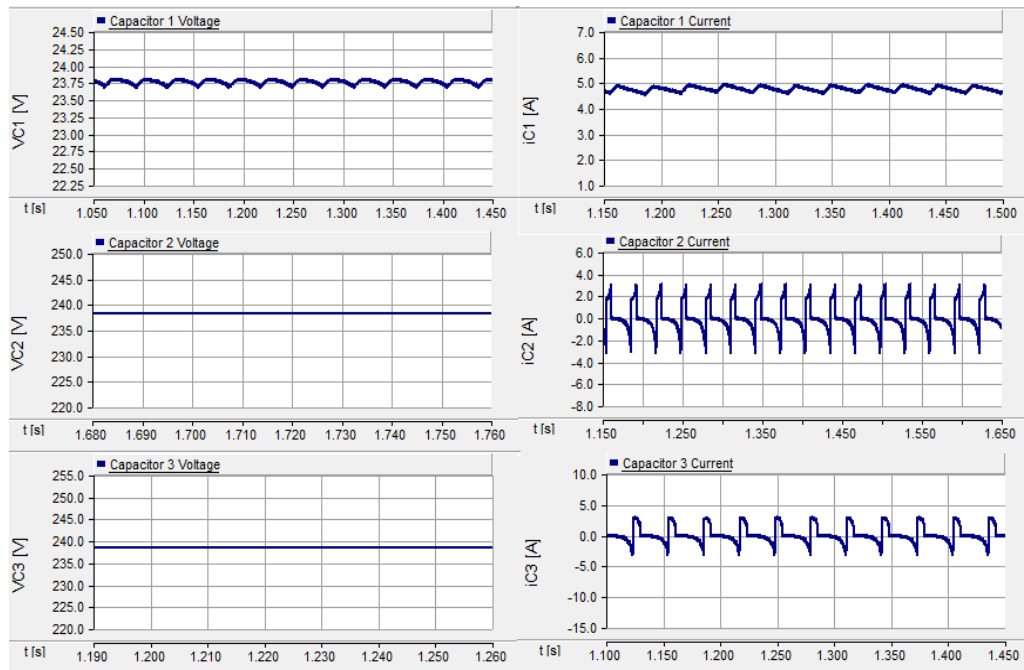 Capacitor 1 Voltage
VC1 [V]
24.50
24.25
24.00
23.75
23.50
23.25
23.00
22.75
22.50
22.25
t [s] 1.050 1.100 1.150 1.200 1.250 1.300 1.350 1.400 1.450
Capacitor 1 Current
iC1 [A]
7.0
6.0
5.0
4.0
3.0
2.0
1.0
t [s] 1.150 1.200 1.250 1.300 1.350 1.400 1.450 1.500
Capacitor 2 Voltage
VC2 [V]
250.0
245.0
240.0
235.0
230.0
225.0
220.0
t [s] 1.680 1.690 1.700 1.710 1.720 1.730 1.740 1.750 1.760
Capacitor 2 Current
iC2 [A]
6.0
4.0
2.0
0.0
-2.0
-4.0
-6.0
-8.0
t [s] 1.150 1.250 1.350 1.450 1.550 1.650
Capacitor 3 Voltage
VC3 [V]
255.0
250.0
245.0
240.0
235.0
230.0
225.0
220.0
t [s] 1.190 1.200 1.210 1.220 1.230 1.240 1.250 1.260
Capacitor 3 Current
iC3 [A]
10.0
5.0
0.0
-5.0
-10.0
-15.0
t [s] 1.100 1.150 1.200 1.250 1.300 1.350 1.400 1.450